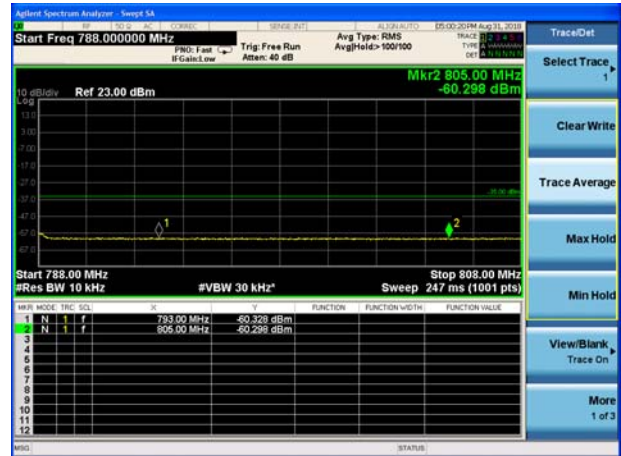 Agilent Spectrum Analyzer - Swept SA
RF 50 Ω AC CORREC SENSE:INT ALIGN AUTO 05:00:20 PM Aug 31, 2018
Start Freq 788.000000 MHz
PNO: Fast
IFGain:Low
Trig: Free Run
Atten: 40 dB
Avg Type: RMS
Avg|Hold:>100/100
TRACE 1 2 3 4 5 6
TYPE A WWWWW
DET A N N N N N
Mkr2 805.00 MHz
-60.298 dBm
10 dB/div Ref 23.00 dBm
Log
13.0
3.00
-7.00
-17.0
-27.0
-35.00 dBm
-37.0
-47.0
-57.0
-67.0
1
2
Start 788.00 MHz
Stop 808.00 MHz
#Res BW 10 kHz
#VBW 30 kHz*
Sweep 247 ms (1001 pts)
MKR MODE TRC SCL X Y FUNCTION FUNCTION WIDTH FUNCTION VALUE
1 N 1 f 793.00 MHz -60.328 dBm
2 N 1 f 805.00 MHz -60.298 dBm
3
4
5
6
7
8
9
10
11
12
MSG
STATUS
Trace/Det
Select Trace
1
Clear Write
Trace Average
Max Hold
Min Hold
View/Blank
Trace On
More
1 of 3